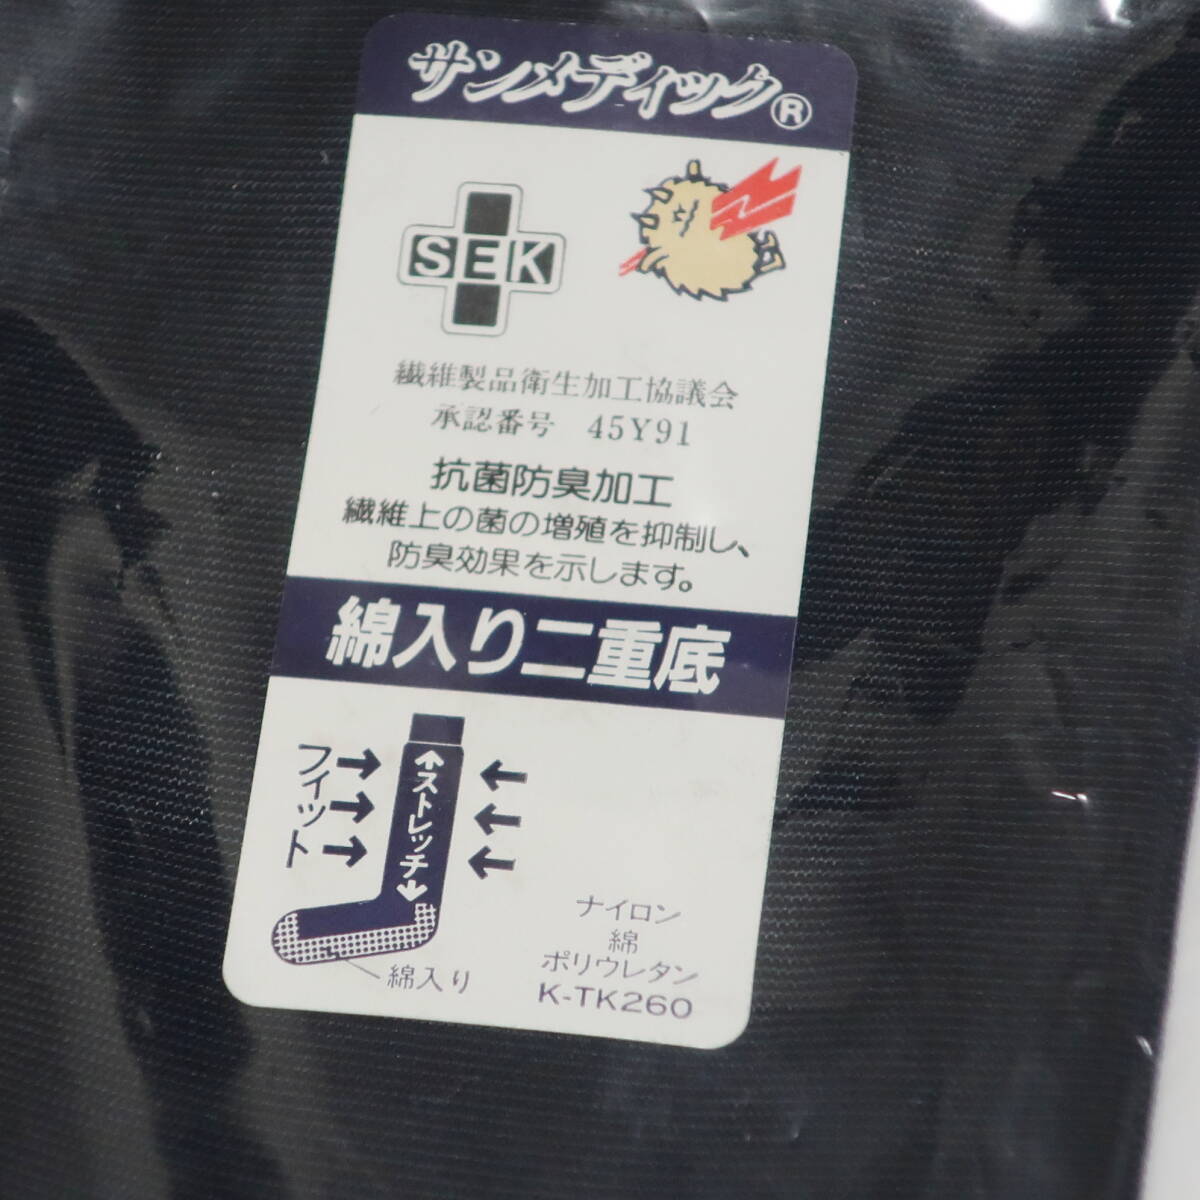 サンメディック®
SEK
繊維製品衛生加工協議会
承認番号 45Y91
抗菌防臭加工
繊維上の菌の増殖を抑制し、
防臭効果を示します。
綿入り二重底
フィット
ストレッチ
綿入り
ナイロン
綿
ポリウレタン
K-TK260